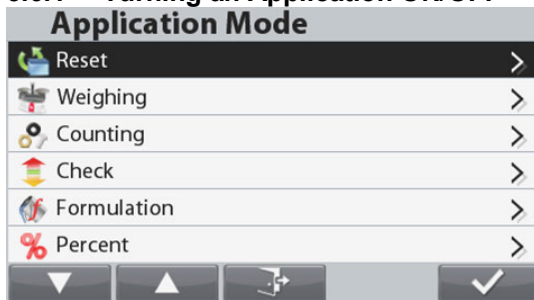 Application Mode
Reset
Weighing
Counting
Check
Formulation
Percent